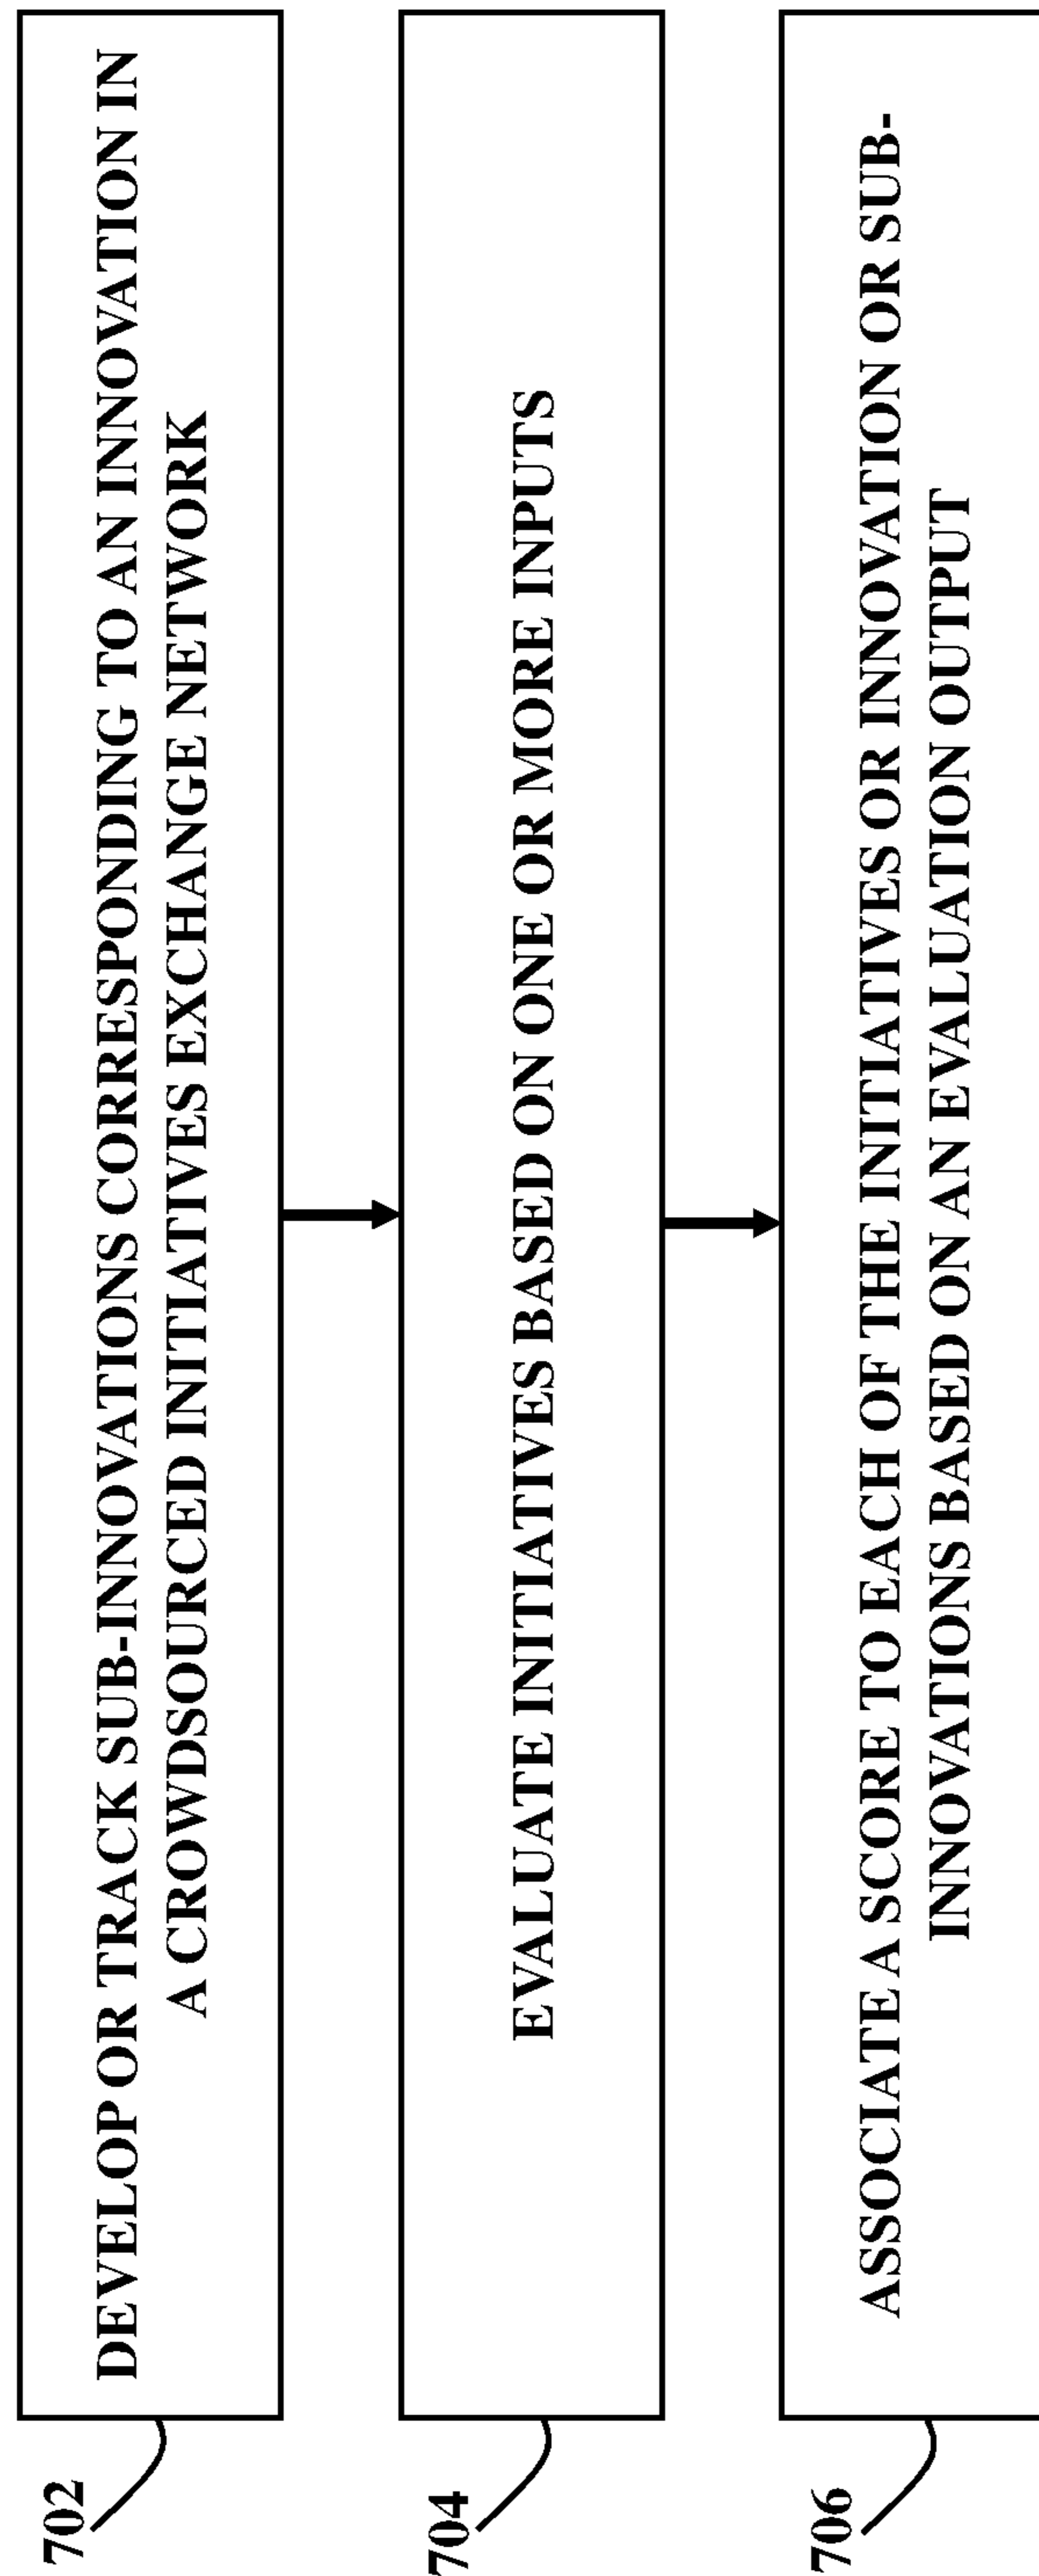 702
DEVELOP OR TRACK SUB-INNOVATIONS CORRESPONDING TO AN INNOVATION IN
A CROWDSOURCED INITIATIVES EXCHANGE NETWORK
704
EVALUATE INITIATIVES BASED ON ONE OR MORE INPUTS
706
ASSOCIATE A SCORE TO EACH OF THE INITIATIVES OR INNOVATION OR SUB-
INNOVATIONS BASED ON AN EVALUATION OUTPUT